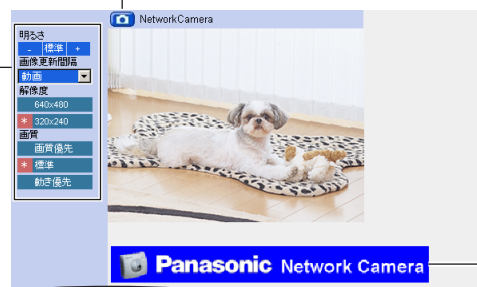 NetworkCamera
明るさ
- 標準 +
画像更新間隔
動画
解像度
640x480
* 320x240
画質
画質優先
* 標準
動き優先
Panasonic Network Camera